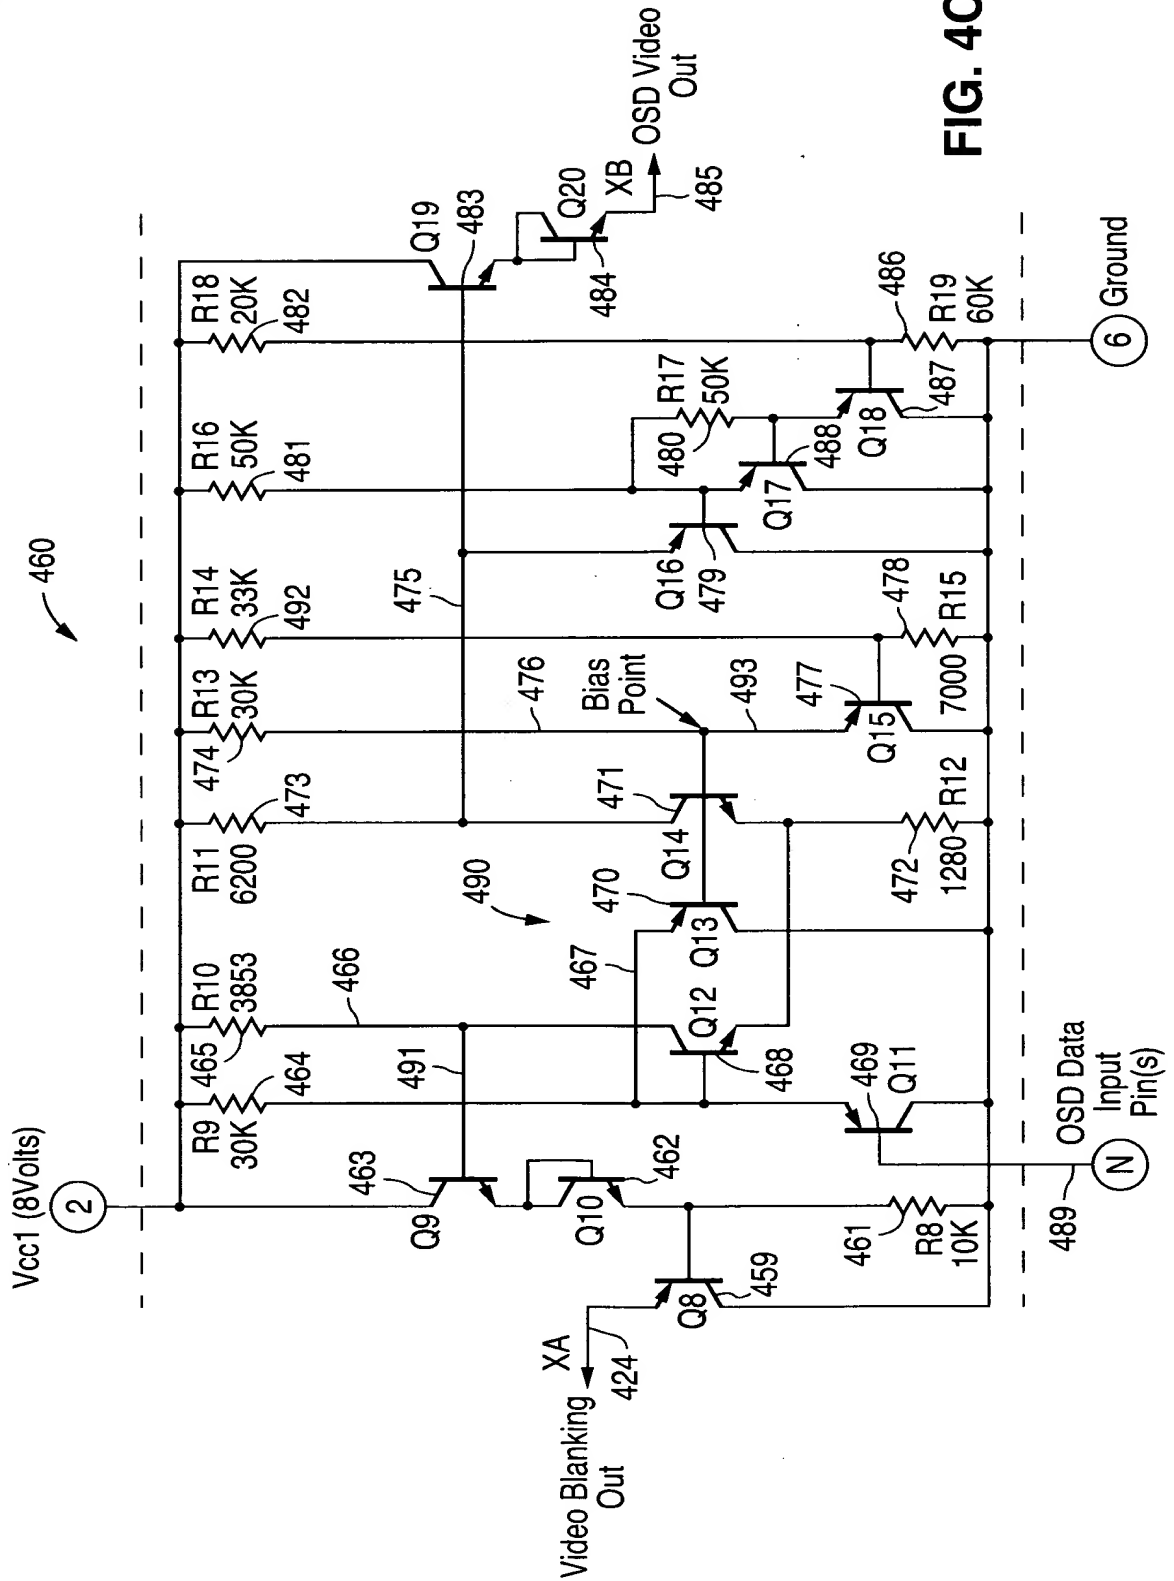 460
Vcc1 (8Volts)
2
R9
30K
464
R10
3853
465
466
R11
6200
473
R13
30K
474
476
R14
33K
492
R16
50K
481
R18
20K
482
Q19
483
Q20
484
XB
OSD Video
Out
485
463
Q9
491
Q10
462
490
467
475
471
Q14
470
Q13
Q12
468
Bias
Point
493
477
Q15
Q16
479
480
R17
50K
Q17
488
Q18
487
486
R19
60K
478
R15
7000
R12
1280
472
469
Q11
461
R8
10K
459
Q8
XA
424
Video Blanking
Out
489
N
OSD Data
Input
Pin(s)
6
Ground
FIG. 4C